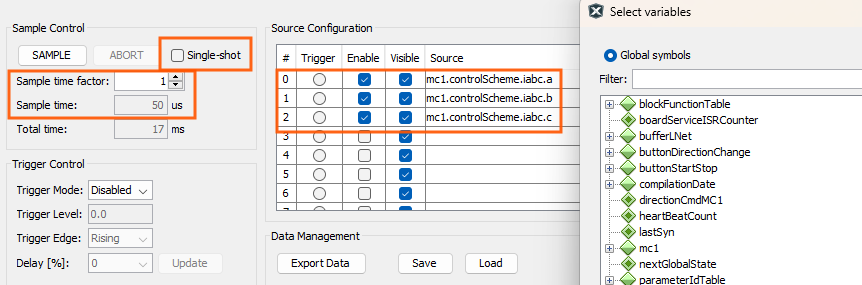 Sample Control
SAMPLE ABORT Single-shot
Sample time factor: 1
Sample time: 50 us
Total time: 17 ms
Trigger Control
Trigger Mode: Disabled
Trigger Level: 0.0
Trigger Edge: Rising
Delay [%]: 0 Update
Source Configuration
# Trigger Enable Visible Source
0 mc1.controlScheme.iabc.a
1 mc1.controlScheme.iabc.b
2 mc1.controlScheme.iabc.c
3
4
5
6
Data Management
Export Data Save Load
Select variables
Global symbols
Filter:
blockFunctionTable
boardServiceISRCounter
bufferLNet
buttonDirectionChange
buttonStartStop
compilationDate
directionCmdMC1
heartBeatCount
lastSyn
mc1
nextGlobalState
parameterIdTable